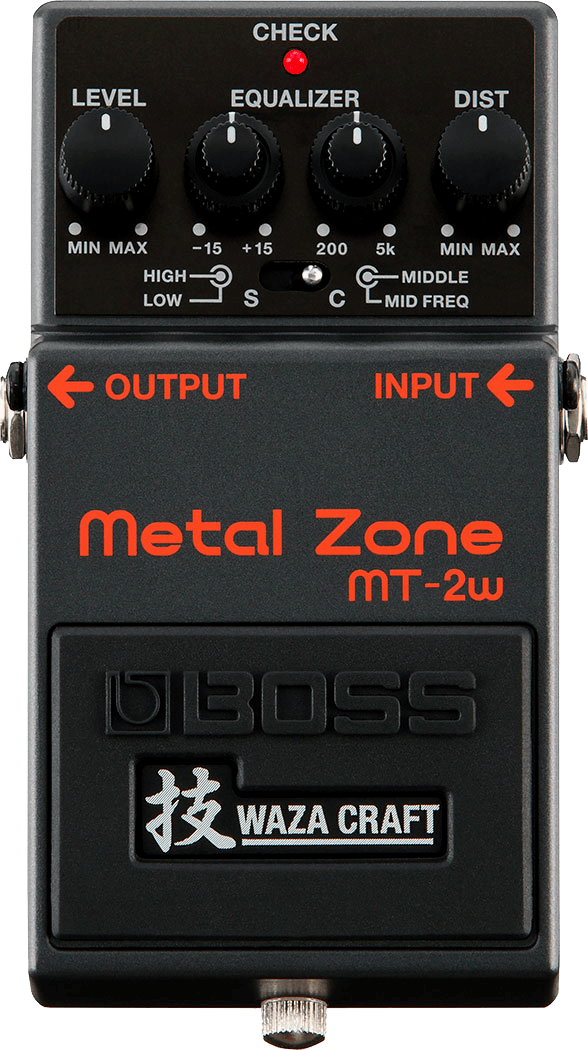 CHECK
LEVEL EQUALIZER DIST
MIN MAX -15 +15 200 5k MIN MAX
HIGH MIDDLE
LOW S C MID FREQ
OUTPUT INPUT
Metal Zone
MT-2w
BOSS
技 WAZA CRAFT